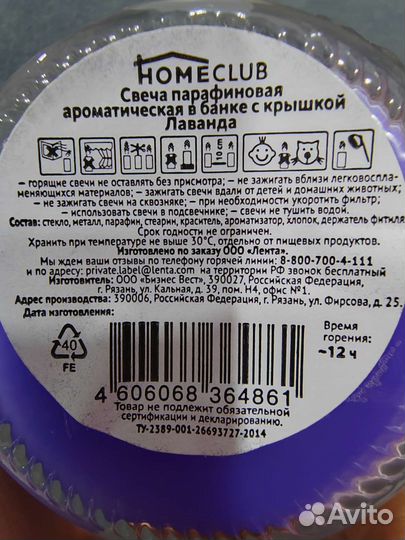 HOMECLUB
Свеча парафиновая
ароматическая в банке с крышкой
Лаванда
5
– горящие свечи не оставлять без присмотра; – не зажигать вблизи легковоспла-
меняющихся материалов; – зажигать свечи вдали от детей и домашних животных;
– не зажигать свечи на сквозняке; – при необходимости укоротить фитиль;
– использовать свечи в подсвечнике; – свечи не тушить водой.
Состав: стекло, металл, парафин, стеарин, краситель, ароматизатор, хлопок, держатель фитиля
Срок годности не ограничен.
Хранить при температуре не выше 30°С, отдельно от пищевых продуктов.
Изготовлено по заказу ООО «Лента».
Мы ждем ваши отзывы по телефону горячей линии: 8-800-700-4-111
и по адресу private.label@lenta.com на территории РФ звонок бесплатный
Изготовитель: ООО «Бизнес Вест», 390027, Российская Федерация,
г. Рязань, ул. Кальная, д. 39, пом. Н4, офис №1.
Адрес производства: 390006, Российская Федерация, г. Рязань, ул. Фирсова, д. 25.
Дата изготовления:
40
FE
Время
горения:
~12 ч
4 606068 364861
Товар не подлежит обязательной
сертификации и декларированию.
ТУ-2389-001-26693727-2014
Avito